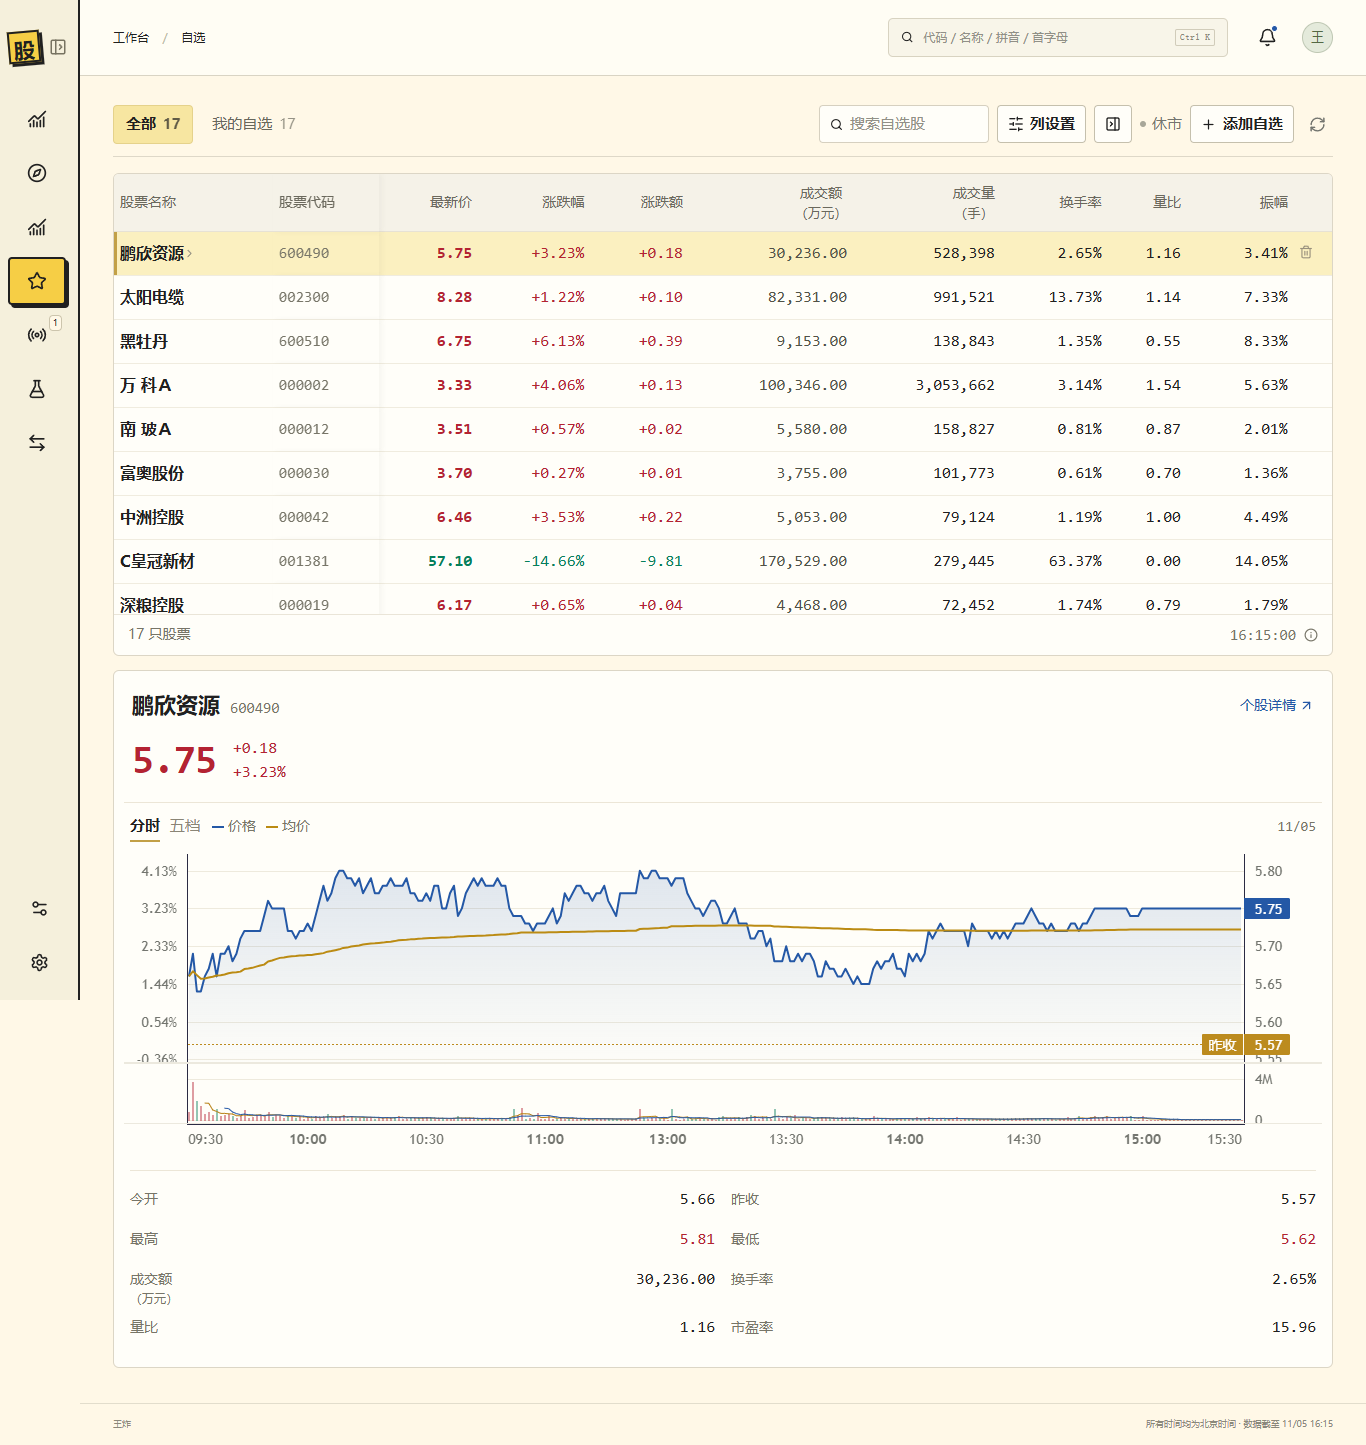 股
工作台 / 自选
代码 / 名称 / 拼音 / 首字母 Ctrl K
王
全部 17 我的自选 17
搜索自选股 列设置 休市 添加自选
股票名称 股票代码 最新价 涨跌幅 涨跌额 成交额 (万元) 成交量 (手) 换手率 量比 振幅
鹏欣资源 600490 5.75 +3.23% +0.18 30,236.00 528,398 2.65% 1.16 3.41%
太阳电缆 002300 8.28 +1.22% +0.10 82,331.00 991,521 13.73% 1.14 7.33%
1
黑牡丹 600510 6.75 +6.13% +0.39 9,153.00 138,843 1.35% 0.55 8.33%
万 科A 000002 3.33 +4.06% +0.13 100,346.00 3,053,662 3.14% 1.54 5.63%
南 玻A 000012 3.51 +0.57% +0.02 5,580.00 158,827 0.81% 0.87 2.01%
富奥股份 000030 3.70 +0.27% +0.01 3,755.00 101,773 0.61% 0.70 1.36%
中洲控股 000042 6.46 +3.53% +0.22 5,053.00 79,124 1.19% 1.00 4.49%
C皇冠新材 001381 57.10 -14.66% -9.81 170,529.00 279,445 63.37% 0.00 14.05%
深粮控股 000019 6.17 +0.65% +0.04 4,468.00 72,452 1.74% 0.79 1.79%
17 只股票 16:15:00
鹏欣资源 600490 个股详情
5.75 +0.18
+3.23%
分时 五档 价格 均价 11/05
4.13% 5.80
3.23% 5.75
2.33% 5.70
1.44% 5.65
0.54% 5.60
昨收 5.57
-0.36% 5.55
4M
0
09:30 10:00 10:30 11:00 13:00 13:30 14:00 14:30 15:00 15:30
今开 5.66 昨收 5.57
最高 5.81 最低 5.62
成交额 30,236.00 换手率 2.65%
(万元)
量比 1.16 市盈率 15.96
王炸 所有时间均为北京时间 · 数据截至 11/05 16:15